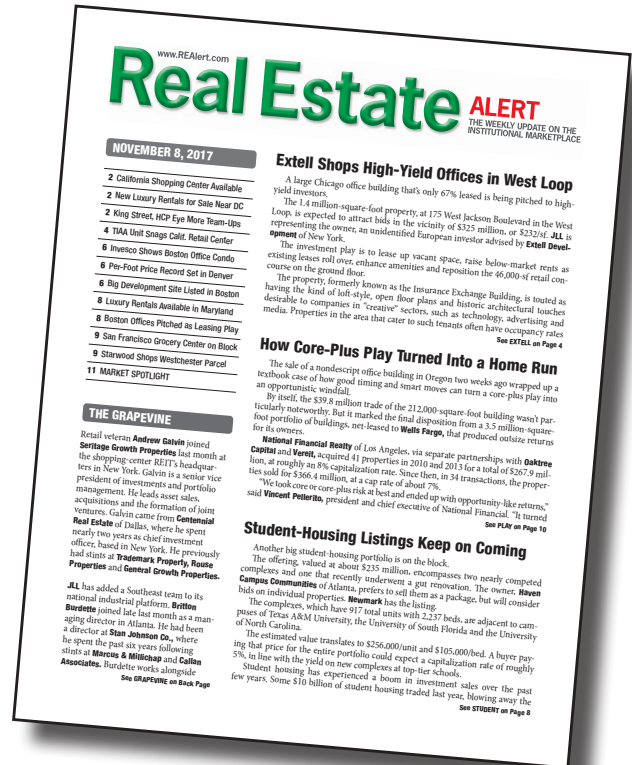 www.REAlert.com
Real Estate ALERT
THE WEEKLY UPDATE ON THE
INSTITUTIONAL MARKETPLACE
NOVEMBER 8, 2017
2 California Shopping Center Available
2 New Luxury Rentals for Sale Near DC
2 King Street, HCP Eye More Team-Ups
4 TIAA Unit Snags Calif. Retail Center
6 Invesco Shows Boston Office Condo
6 Per-Foot Price Record Set in Denver
6 Big Development Site Listed in Boston
8 Luxury Rentals Available in Maryland
8 Boston Offices Pitched as Leasing Play
9 San Francisco Grocery Center on Block
9 Starwood Shops Westchester Parcel
11 MARKET SPOTLIGHT
THE GRAPEVINE
Retail veteran Andrew Galvin joined
Seritage Growth Properties last month at
the shopping-center REIT's headquar-
ters in New York. Galvin is a senior vice
president of investments and portfolio
management. He leads asset sales,
acquisitions and the formation of joint
ventures. Galvin came from Centennial
Real Estate of Dallas, where he spent
nearly two years as chief investment
officer, based in New York. He previously
had stints at Trademark Property, Rouse
Properties and General Growth Properties.
JLL has added a Southeast team to its
national industrial platform. Britton
Burdette joined late last month as a man-
aging director in Atlanta. He had been
a director at Stan Johnson Co., where
he spent the past six years following
stints at Marcus & Millichap and Callan
Associates. Burdette works alongside
See GRAPEVINE on Back Page
Extell Shops High-Yield Offices in West Loop
A large Chicago office building that's only 67% leased is being pitched to high-
yield investors.
The 1.4 million-square-foot property, at 175 West Jackson Boulevard in the West
Loop, is expected to attract bids in the vicinity of $325 million, or $232/sf. JLL is
representing the owner, an unidentified European investor advised by Extell Devel-
opment of New York.
The investment play is to lease up vacant space, raise below-market rents as
existing leases roll over, enhance amenities and reposition the 46,000-sf retail con-
course on the ground floor.
The property, formerly known as the Insurance Exchange Building, is touted as
having the kind of loft-style, open floor plans and historic architectural touches
desirable to companies in "creative" sectors, such as technology, advertising and
media. Properties in the area that cater to such tenants often have occupancy rates
See EXTELL on Page 4
How Core-Plus Play Turned Into a Home Run
The sale of a nondescript office building in Oregon two weeks ago wrapped up a
textbook case of how good timing and smart moves can turn a core-plus play into
an opportunistic windfall.
By itself, the $39.8 million trade of the 212,000-square-foot building wasn't par-
ticularly noteworthy. But it marked the final disposition from a 3.5 million-square-
foot portfolio of buildings, net-leased to Wells Fargo, that produced outsize returns
for its owners.
National Financial Realty of Los Angeles, via separate partnerships with Oaktree
Capital and Vereit, acquired 41 properties in 2010 and 2013 for a total of $267.9 mil-
lion, at roughly an 8% capitalization rate. Since then, in 34 transactions, the proper-
ties sold for $366.4 million, at a cap rate of about 7%.
"We took core or core-plus risk at best and ended up with opportunity-like returns,"
said Vincent Pellerito, president and chief executive of National Financial. "It turned
See PLAY on Page 10
Student-Housing Listings Keep on Coming
Another big student-housing portfolio is on the block.
The offering, valued at about $235 million, encompasses two nearly competed
complexes and one that recently underwent a gut renovation. The owner, Haven
Campus Communities of Atlanta, prefers to sell them as a package, but will consider
bids on individual properties. Newmark has the listing.
The complexes, which have 917 total units with 2,237 beds, are adjacent to cam-
puses of Texas A&M University, the University of South Florida and the University
of North Carolina.
The estimated value translates to $256,000/unit and $105,000/bed. A buyer pay-
ing that price for the entire portfolio could expect a capitalization rate of roughly
5%, in line with the yield on new complexes at top-tier schools.
Student housing has experienced a boom in investment sales over the past
few years. Some $10 billion of student housing traded last year, blowing away the
See STUDENT on Page 8